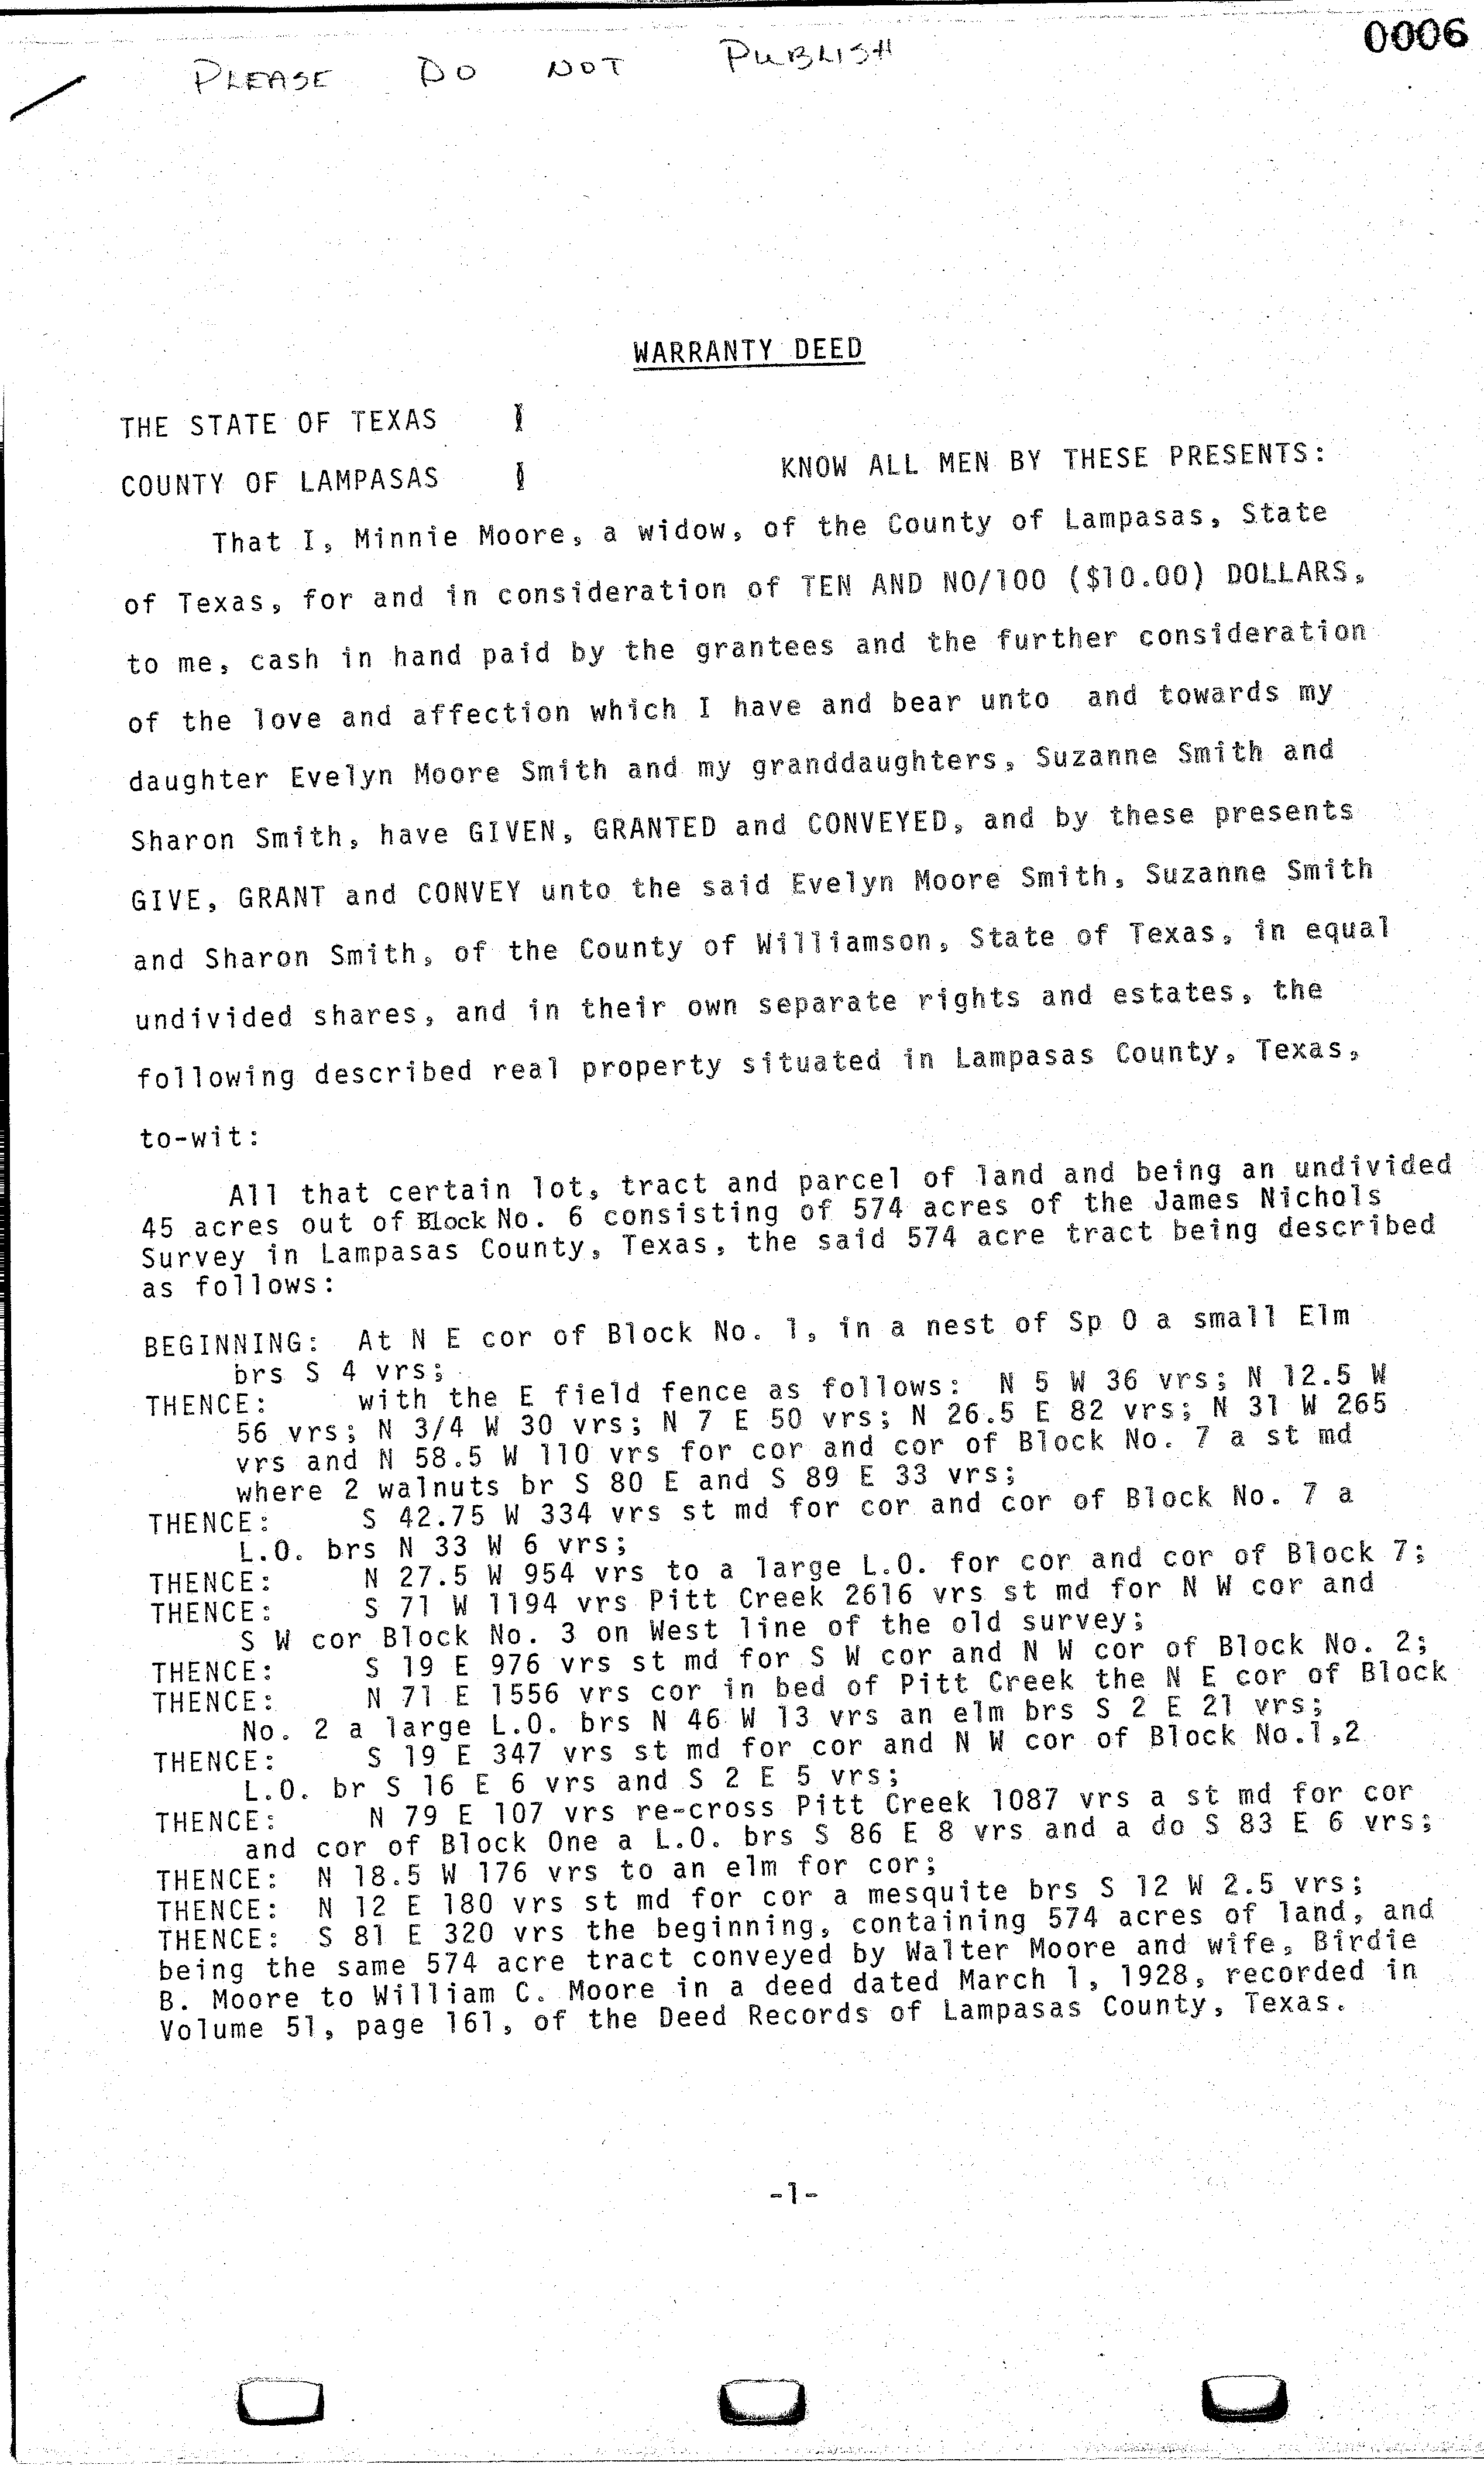 0006
PLEASE DO NOT PUBLISH
WARRANTY DEED
THE STATE OF TEXAS
KNOW ALL MEN BY THESE PRESENTS:
COUNTY OF LAMPASAS
That I, Minnie Moore, a widow, of the County of Lampasas, State
of Texas, for and in consideration of TEN AND NO/100 ($10.00) DOLLARS,
to me, cash in hand paid by the grantees and the further consideration
of the love and affection which I have and bear unto and towards my
daughter Evelyn Moore Smith and my granddaughters, Suzanne Smith and
Sharon Smith, have GIVEN, GRANTED and CONVEYED, and by these presents
GIVE, GRANT and CONVEY unto the said Evelyn Moore Smith, Suzanne Smith
and Sharon Smith, of the County of Williamson, State of Texas, in equal
undivided shares, and in their own separate rights and estates, the
following described real property situated in Lampasas County, Texas,
to-wit:
All that certain lot, tract and parcel of land and being an undivided
45 acres out of Block No. 6 consisting of 574 acres of the James Nichols
Survey in Lampasas County, Texas, the said 574 acre tract being described
as follows:
BEGINNING: At N E cor of Block No. 1, in a nest of Sp O a small Elm
brs S 4 vrs;
THENCE: with the E field fence as follows: N 5 W 36 vrs; N 12.5 W
56 vrs; N 3/4 W 30 vrs; N 7 E 50 vrs; N 26.5 E 82 vrs; N 31 W 265
vrs and N 58.5 W 110 vrs for cor and cor of Block No. 7 a st md
where 2 walnuts br S 80 E and S 89 E 33 vrs;
THENCE: S 42.75 W 334 vrs st md for cor and cor of Block No. 7 a
L.O. brs N 33 W 6 vrs;
THENCE: N 27.5 W 954 vrs to a large L.O. for cor and cor of Block 7;
THENCE: S 71 W 1194 vrs Pitt Creek 2616 vrs st md for N W cor and
S W cor Block No. 3 on West line of the old survey;
THENCE: S 19 E 976 vrs st md for S W cor and N W cor of Block No. 2;
THENCE: N 71 E 1556 vrs cor in bed of Pitt Creek the N E cor of Block
No. 2 a large L.O. brs N 46 W 13 vrs an elm brs S 2 E 21 vrs;
THENCE: S 19 E 347 vrs st md for cor and N W cor of Block No.1,2
L.O. br S 16 E 6 vrs and S 2 E 5 vrs;
THENCE: N 79 E 107 vrs re-cross Pitt Creek 1087 vrs a st md for cor
and cor of Block One a L.O. brs S 86 E 8 vrs and a do S 83 E 6 vrs;
THENCE: N 18.5 W 176 vrs to an elm for cor;
THENCE: N 12 E 180 vrs st md for cor a mesquite brs S 12 W 2.5 vrs;
THENCE: S 81 E 320 vrs the beginning, containing 574 acres of land, and
being the same 574 acre tract conveyed by Walter Moore and wife, Birdie
B. Moore to William C. Moore in a deed dated March 1, 1928, recorded in
Volume 51, page 161, of the Deed Records of Lampasas County, Texas.
-1-